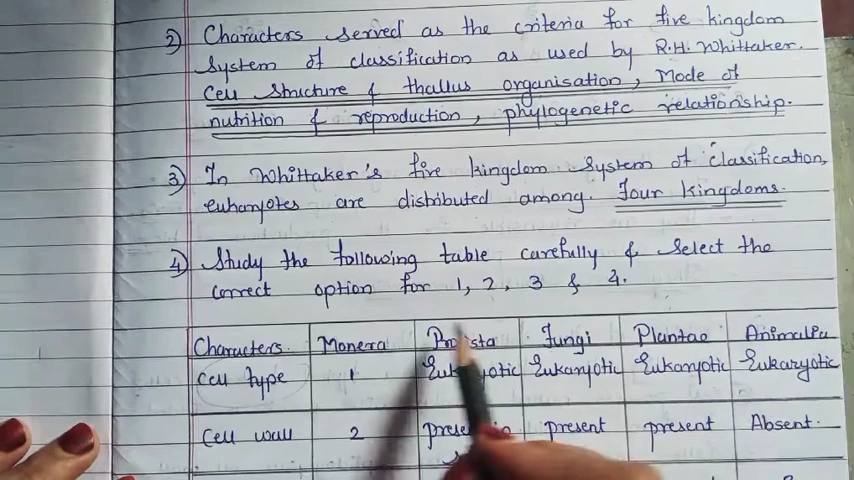 2) Characters served as the criteria for five kingdom
System of classification as used by R.H. Whittaker.
Cell structure & thallus organisation, Mode of
nutrition & reproduction, phylogenetic relationship.
3) In Whittaker's five kingdom System of classification,
eukaryotes are distributed among. Four kingdoms.
4) Study the following table carefully & select the
correct option for 1, 2, 3 & 4.
Characters. Monera Protista Fungi Plantae Animalia
Cell type 1 Eukaryotic Eukaryotic Eukaryotic Eukaryotic
Cell wall 2 present in present present Absent.